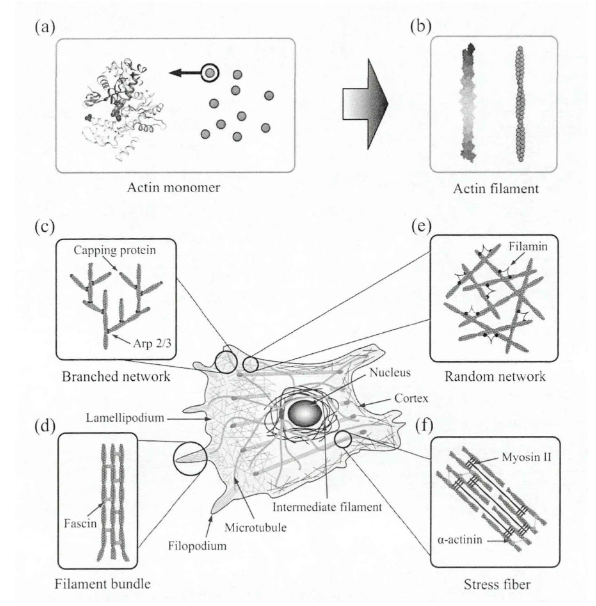 (a)
(b)
Actin monomer
Actin filament
(c)
(e)
Capping protein
Arp 2/3
Filamin
Branched network
Random network
Nucleus
Cortex
Lamellipodium
(d)
(f)
Fascin
Myosin II
α-actinin
Intermediate filament
Microtubule
Filopodium
Filament bundle
Stress fiber